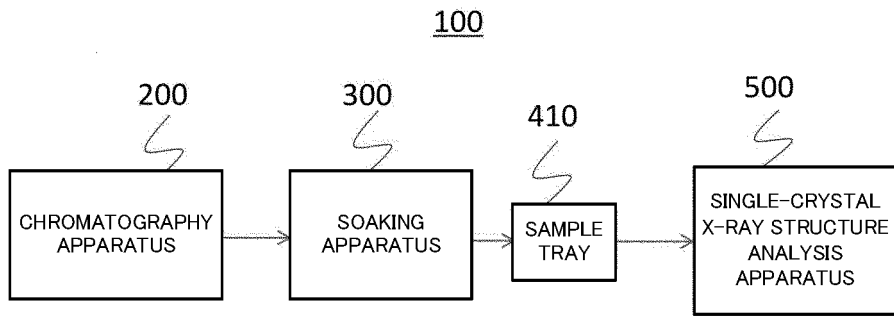 100
200
300
410
500
CHROMATOGRAPHY
APPARATUS
SOAKING
APPARATUS
SAMPLE
TRAY
SINGLE-CRYSTAL
X-RAY STRUCTURE
ANALYSIS
APPARATUS